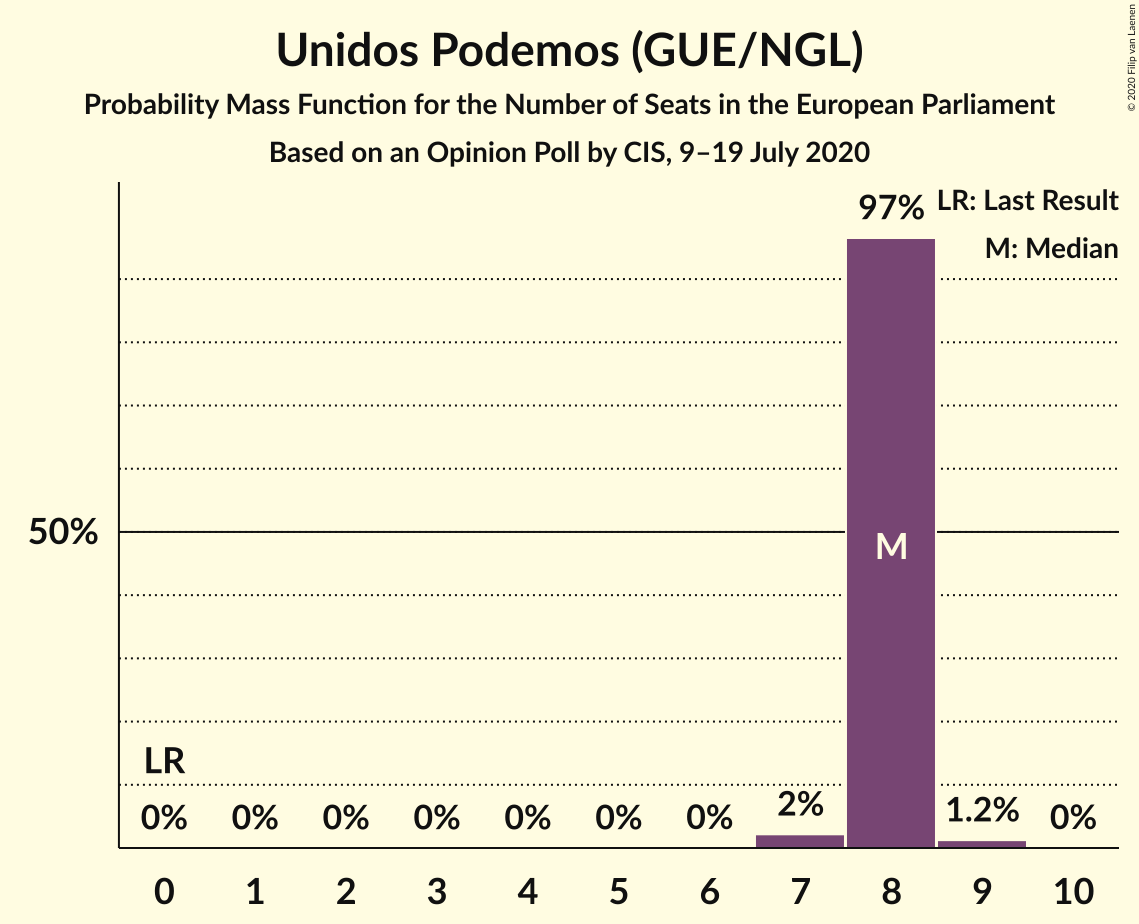 Unidos Podemos (GUE/NGL)
Probability Mass Function for the Number of Seats in the European Parliament
Based on an Opinion Poll by CIS, 9–19 July 2020
© 2020 Filip van Laenen
97%
LR: Last Result
M: Median
50%
M
LR
0%
0%
0%
0%
0%
0%
0%
2%
1.2%
0%
0
1
2
3
4
5
6
7
8
9
10